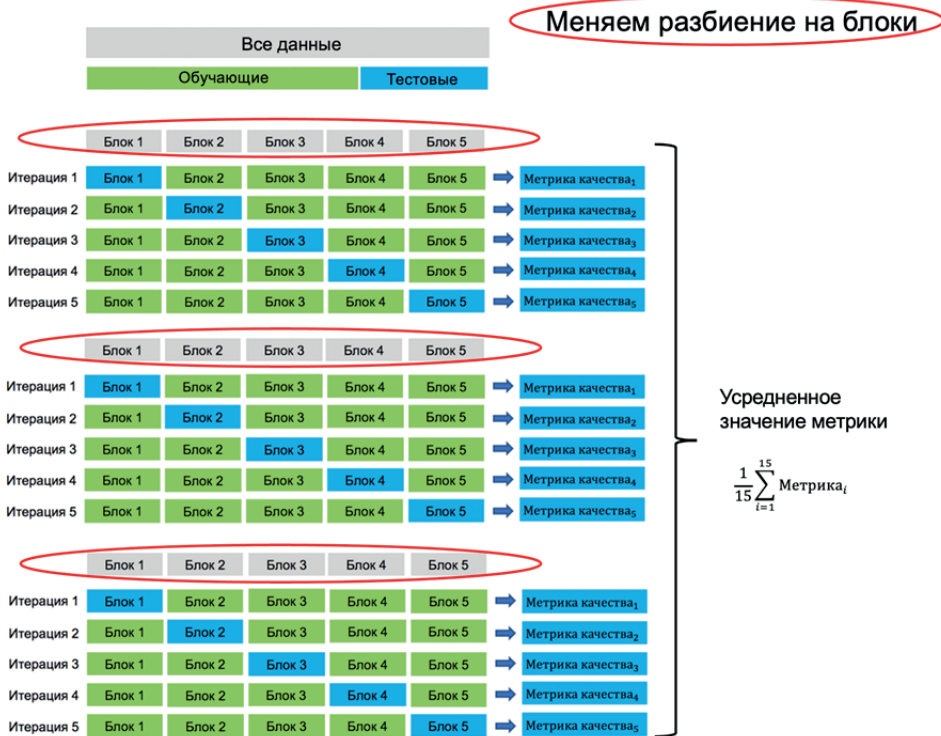 Меняем разбиение на блоки
Все данные
Обучающие Тестовые
Блок 1 Блок 2 Блок 3 Блок 4 Блок 5
Итерация 1 Блок 1 Блок 2 Блок 3 Блок 4 Блок 5 Метрика качества₁
Итерация 2 Блок 1 Блок 2 Блок 3 Блок 4 Блок 5 Метрика качества₂
Итерация 3 Блок 1 Блок 2 Блок 3 Блок 4 Блок 5 Метрика качества₃
Итерация 4 Блок 1 Блок 2 Блок 3 Блок 4 Блок 5 Метрика качества₄
Итерация 5 Блок 1 Блок 2 Блок 3 Блок 4 Блок 5 Метрика качества₅
Блок 1 Блок 2 Блок 3 Блок 4 Блок 5
Итерация 1 Блок 1 Блок 2 Блок 3 Блок 4 Блок 5 Метрика качества₁
Итерация 2 Блок 1 Блок 2 Блок 3 Блок 4 Блок 5 Метрика качества₂
Итерация 3 Блок 1 Блок 2 Блок 3 Блок 4 Блок 5 Метрика качества₃
Итерация 4 Блок 1 Блок 2 Блок 3 Блок 4 Блок 5 Метрика качества₄
Итерация 5 Блок 1 Блок 2 Блок 3 Блок 4 Блок 5 Метрика качества₅
Блок 1 Блок 2 Блок 3 Блок 4 Блок 5
Итерация 1 Блок 1 Блок 2 Блок 3 Блок 4 Блок 5 Метрика качества₁
Итерация 2 Блок 1 Блок 2 Блок 3 Блок 4 Блок 5 Метрика качества₂
Итерация 3 Блок 1 Блок 2 Блок 3 Блок 4 Блок 5 Метрика качества₃
Итерация 4 Блок 1 Блок 2 Блок 3 Блок 4 Блок 5 Метрика качества₄
Итерация 5 Блок 1 Блок 2 Блок 3 Блок 4 Блок 5 Метрика качества₅
Усредненное
значение метрики
1/15 ∑_{i=1}^{15} Метрика_i